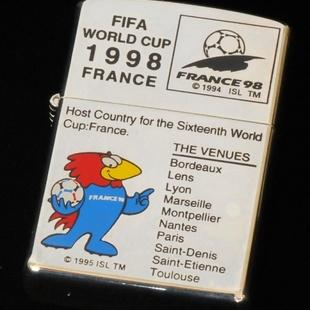 FIFA
WORLD CUP
1998
FRANCE
FRANCE 98
© 1994 ISL TM
Host Country for the Sixteenth World
Cup:France.
THE VENUES
Bordeaux
Lens
Lyon
Marseille
Montpellier
Nantes
Paris
Saint-Denis
Saint-Etienne
Toulouse
FRANCE 98
© 1995 ISL TM